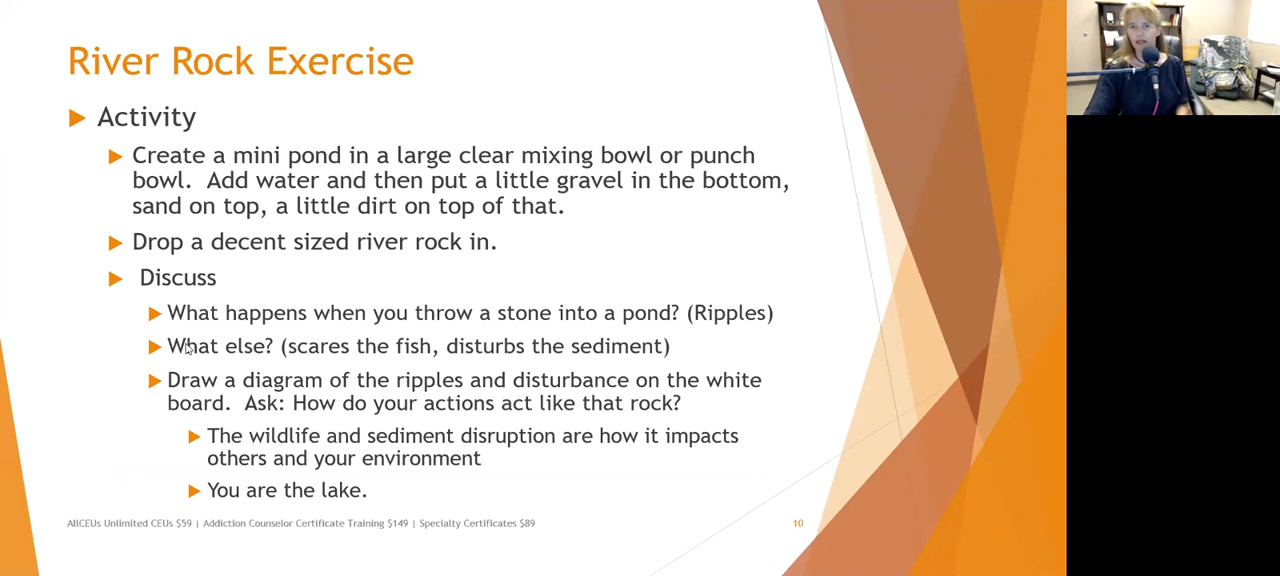 River Rock Exercise
Activity
Create a mini pond in a large clear mixing bowl or punch
bowl.  Add water and then put a little gravel in the bottom,
sand on top, a little dirt on top of that.
Drop a decent sized river rock in.
Discuss
What happens when you throw a stone into a pond? (Ripples)
What else? (scares the fish, disturbs the sediment)
Draw a diagram of the ripples and disturbance on the white
board.  Ask: How do your actions act like that rock?
The wildlife and sediment disruption are how it impacts
others and your environment
You are the lake.
AllCEUs Unlimited CEUs $59 | Addiction Counselor Certificate Training $149 | Specialty Certificates $89
10